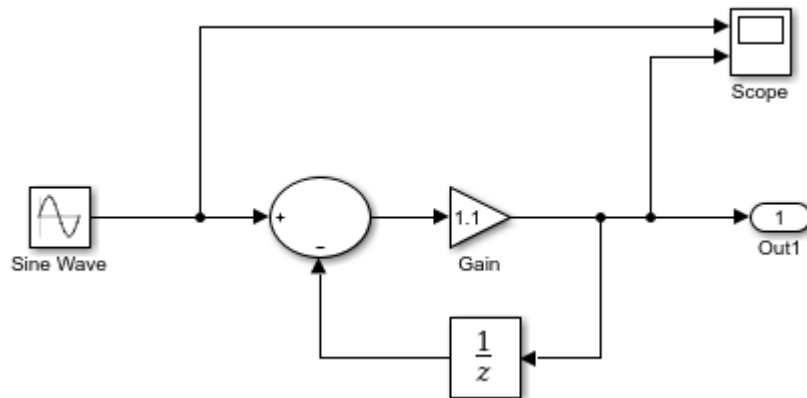 Scope
+
−
1.1
1
Sine Wave
Gain
Out1
1
z